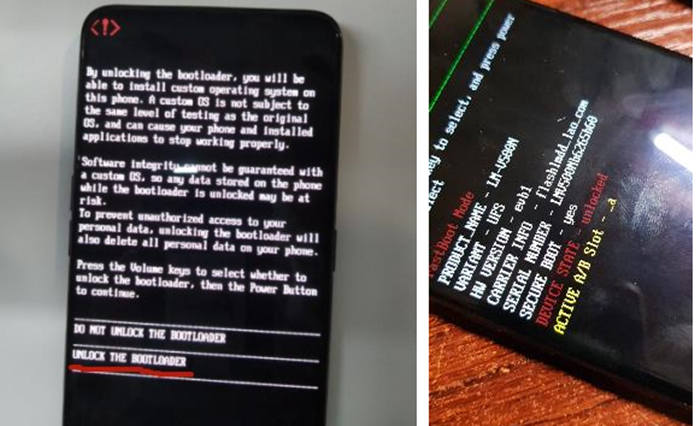 <!>
By unlocking the bootloader, you will be
able to install custom operating system on
this phone. A custom OS is not subject to
the same level of testing as the original
OS, and can cause your phone and installed
applications to stop working properly.
Software integrity cannot be guaranteed with
a custom OS, so any data stored on the phone
while the bootloader is unlocked may be at
risk.
To prevent unauthorized access to your
personal data, unlocking the bootloader will
also delete all personal data on your phone.
Press the Volume keys to select whether to
unlock the bootloader, then the Power Button
to continue.
DO NOT UNLOCK THE BOOTLOADER
UNLOCK THE BOOTLOADER
key to select, and press power
FastBoot Mode
PRODUCT_NAME - LM-V500N
VARIANT - UFS
HW VERSION - evb1
CARRIER INFO
SERIAL NUMBER -
SECURE BOOT - yes
DEVICE STATE - unlocked
ACTIVE A/B Slot - _a